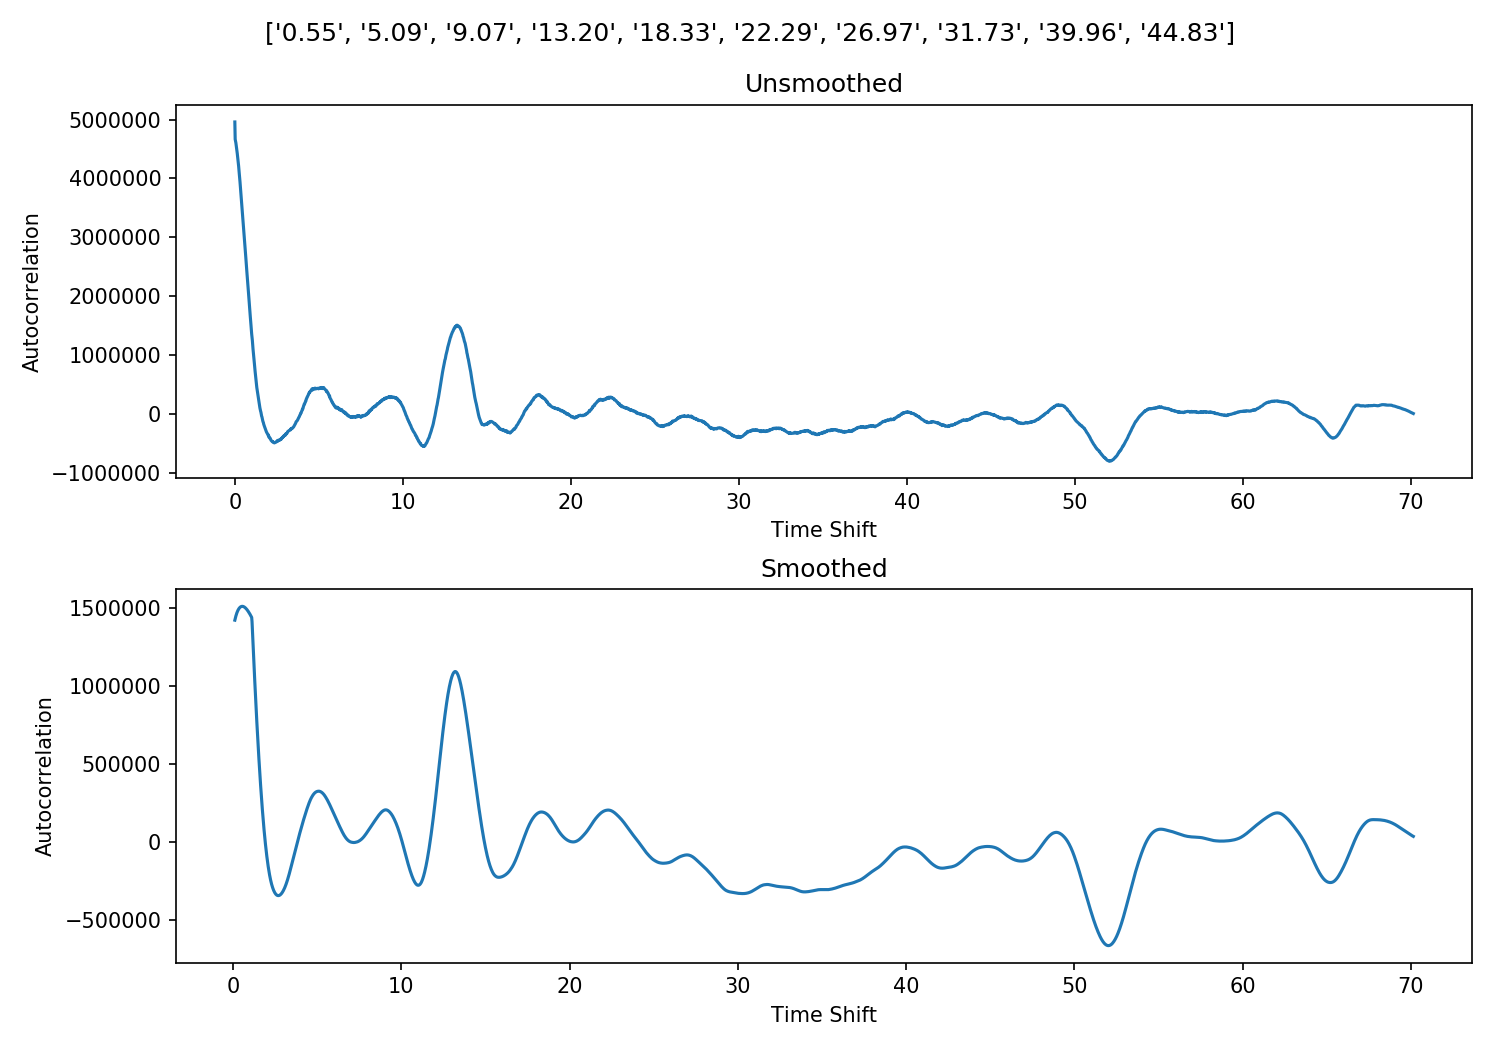 ['0.55', '5.09', '9.07', '13.20', '18.33', '22.29', '26.97', '31.73', '39.96', '44.83']
Unsmoothed
5000000
4000000
3000000
2000000
1000000
0
−1000000
Autocorrelation
0 10 20 30 40 50 60 70
Time Shift
Smoothed
1500000
1000000
500000
0
−500000
Autocorrelation
0 10 20 30 40 50 60 70
Time Shift